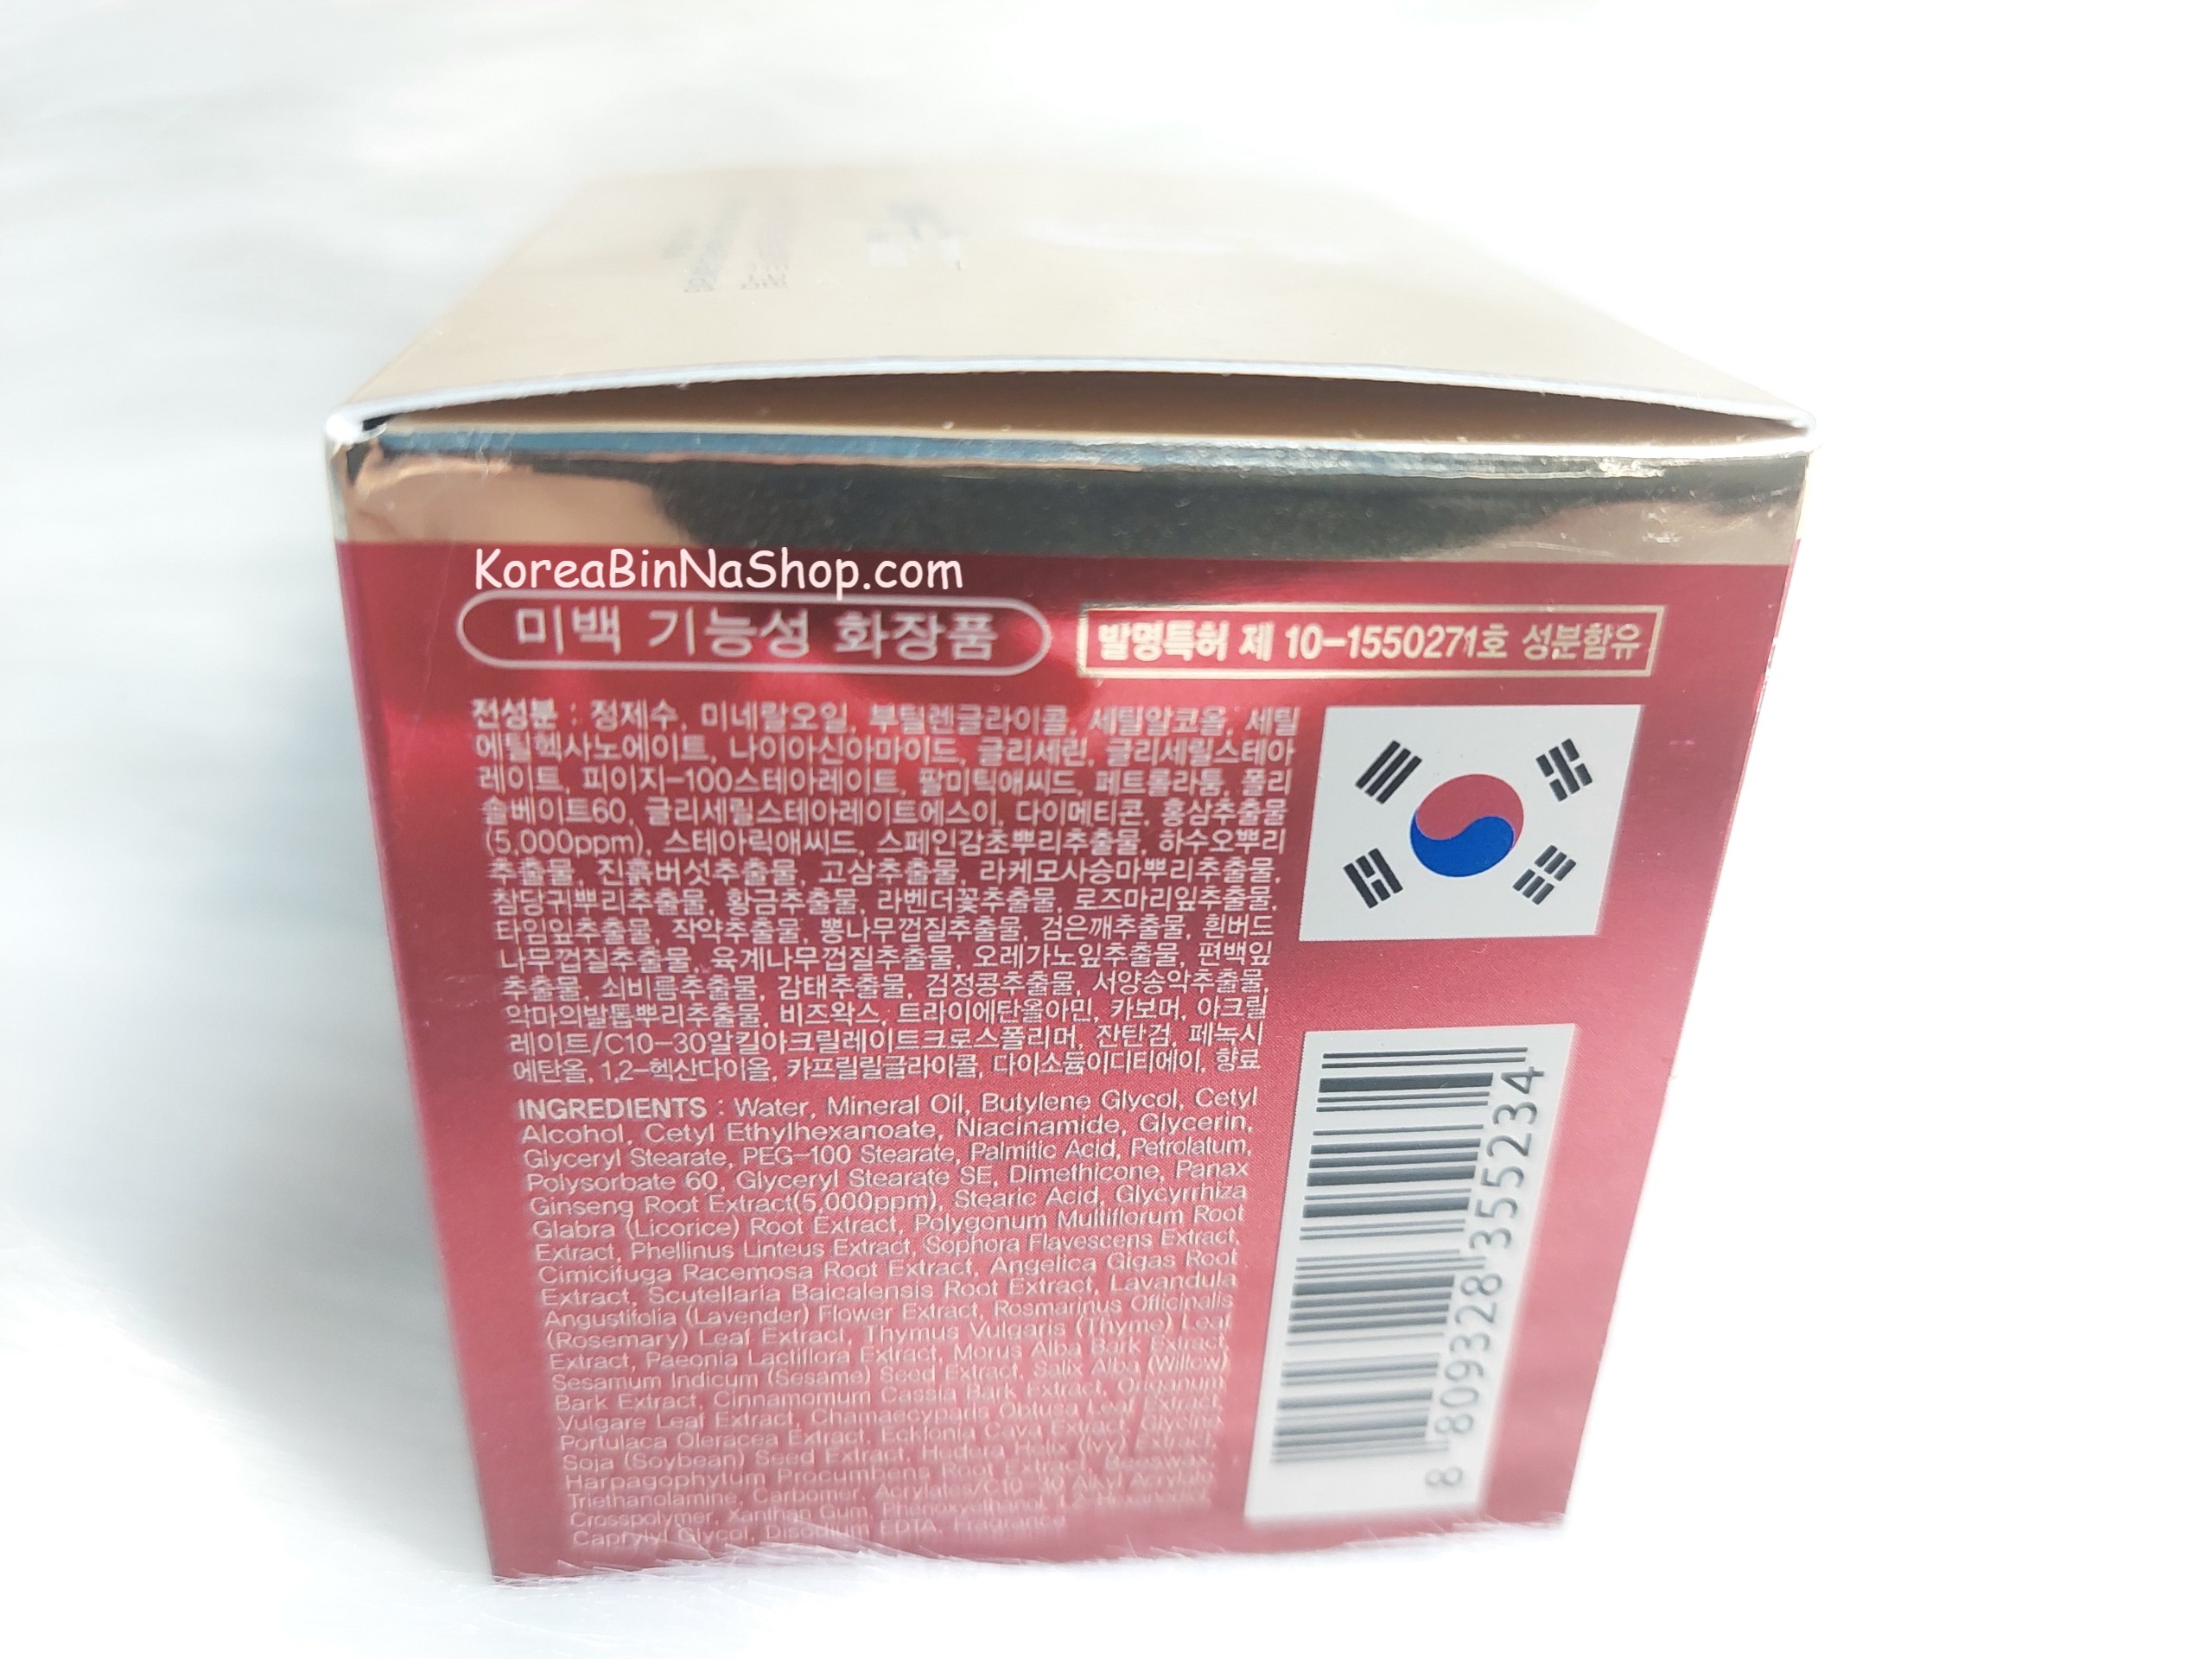 KoreaBinNaShop.com
미백 기능성 화장품
발명특허 제 10-1550271호 성분함유
전성분 : 정제수, 미네랄오일, 부틸렌글라이콜, 세틸알코올, 세틸
에틸헥사노에이트, 나이아신아마이드, 글리세린, 글리세릴스테아
레이트, 피이지-100스테아레이트, 팔미틱애씨드, 페트롤라툼, 폴리
솔베이트60, 글리세릴스테아레이트에스이, 다이메티콘, 홍삼추출물
(5,000ppm), 스테아릭애씨드, 스페인감초뿌리추출물, 하수오뿌리
추출물, 진흙버섯추출물, 고삼추출물, 라케모사승마뿌리추출물,
참당귀뿌리추출물, 황금추출물, 라벤더꽃추출물, 로즈마리잎추출물,
타임잎추출물, 작약추출물, 뽕나무껍질추출물, 검은깨추출물, 흰버드
나무껍질추출물, 육계나무껍질추출물, 오레가노잎추출물, 편백잎
추출물, 쇠비름추출물, 감태추출물, 검정콩추출물, 서양송악추출물,
악마의발톱뿌리추출물, 비즈왁스, 트라이에탄올아민, 카보머, 아크릴
레이트/C10-30알킬아크릴레이트크로스폴리머, 잔탄검, 페녹시
에탄올, 1,2-헥산다이올, 카프릴릴글라이콜, 다이소듐이디티에이, 향료
INGREDIENTS : Water, Mineral Oil, Butylene Glycol, Cetyl
Alcohol, Cetyl Ethylhexanoate, Niacinamide, Glycerin,
Glyceryl Stearate, PEG-100 Stearate, Palmitic Acid, Petrolatum,
Polysorbate 60, Glyceryl Stearate SE, Dimethicone, Panax
Ginseng Root Extract(5,000ppm), Stearic Acid, Glycyrrhiza
Glabra (Licorice) Root Extract, Polygonum Multiflorum Root
Extract, Phellinus Linteus Extract, Sophora Flavescens Extract,
Cimicifuga Racemosa Root Extract, Angelica Gigas Root
Extract, Scutellaria Baicalensis Root Extract, Lavandula
Angustifolia (Lavender) Flower Extract, Rosmarinus Officinalis
(Rosemary) Leaf Extract, Thymus Vulgaris (Thyme) Leaf
Extract, Paeonia Lactiflora Extract, Morus Alba Bark Extract,
Sesamum Indicum (Sesame) Seed Extract, Salix Alba (Willow)
Bark Extract, Cinnamomum Cassia Bark Extract, Origanum
Vulgare Leaf Extract, Chamaecyparis Obtusa Leaf Extract,
Portulaca Oleracea Extract, Ecklonia Cava Extract, Glycine
Soja (Soybean) Seed Extract, Hedera Helix (Ivy) Extract,
Harpagophytum Procumbens Root Extract, Beeswax,
Triethanolamine, Carbomer, Acrylates/C10-30 Alkyl Acrylate
Crosspolymer, Xanthan Gum, Phenoxyethanol, 1,2-Hexanediol,
Caprylyl Glycol, Disodium EDTA, Fragrance
8 809328 355234